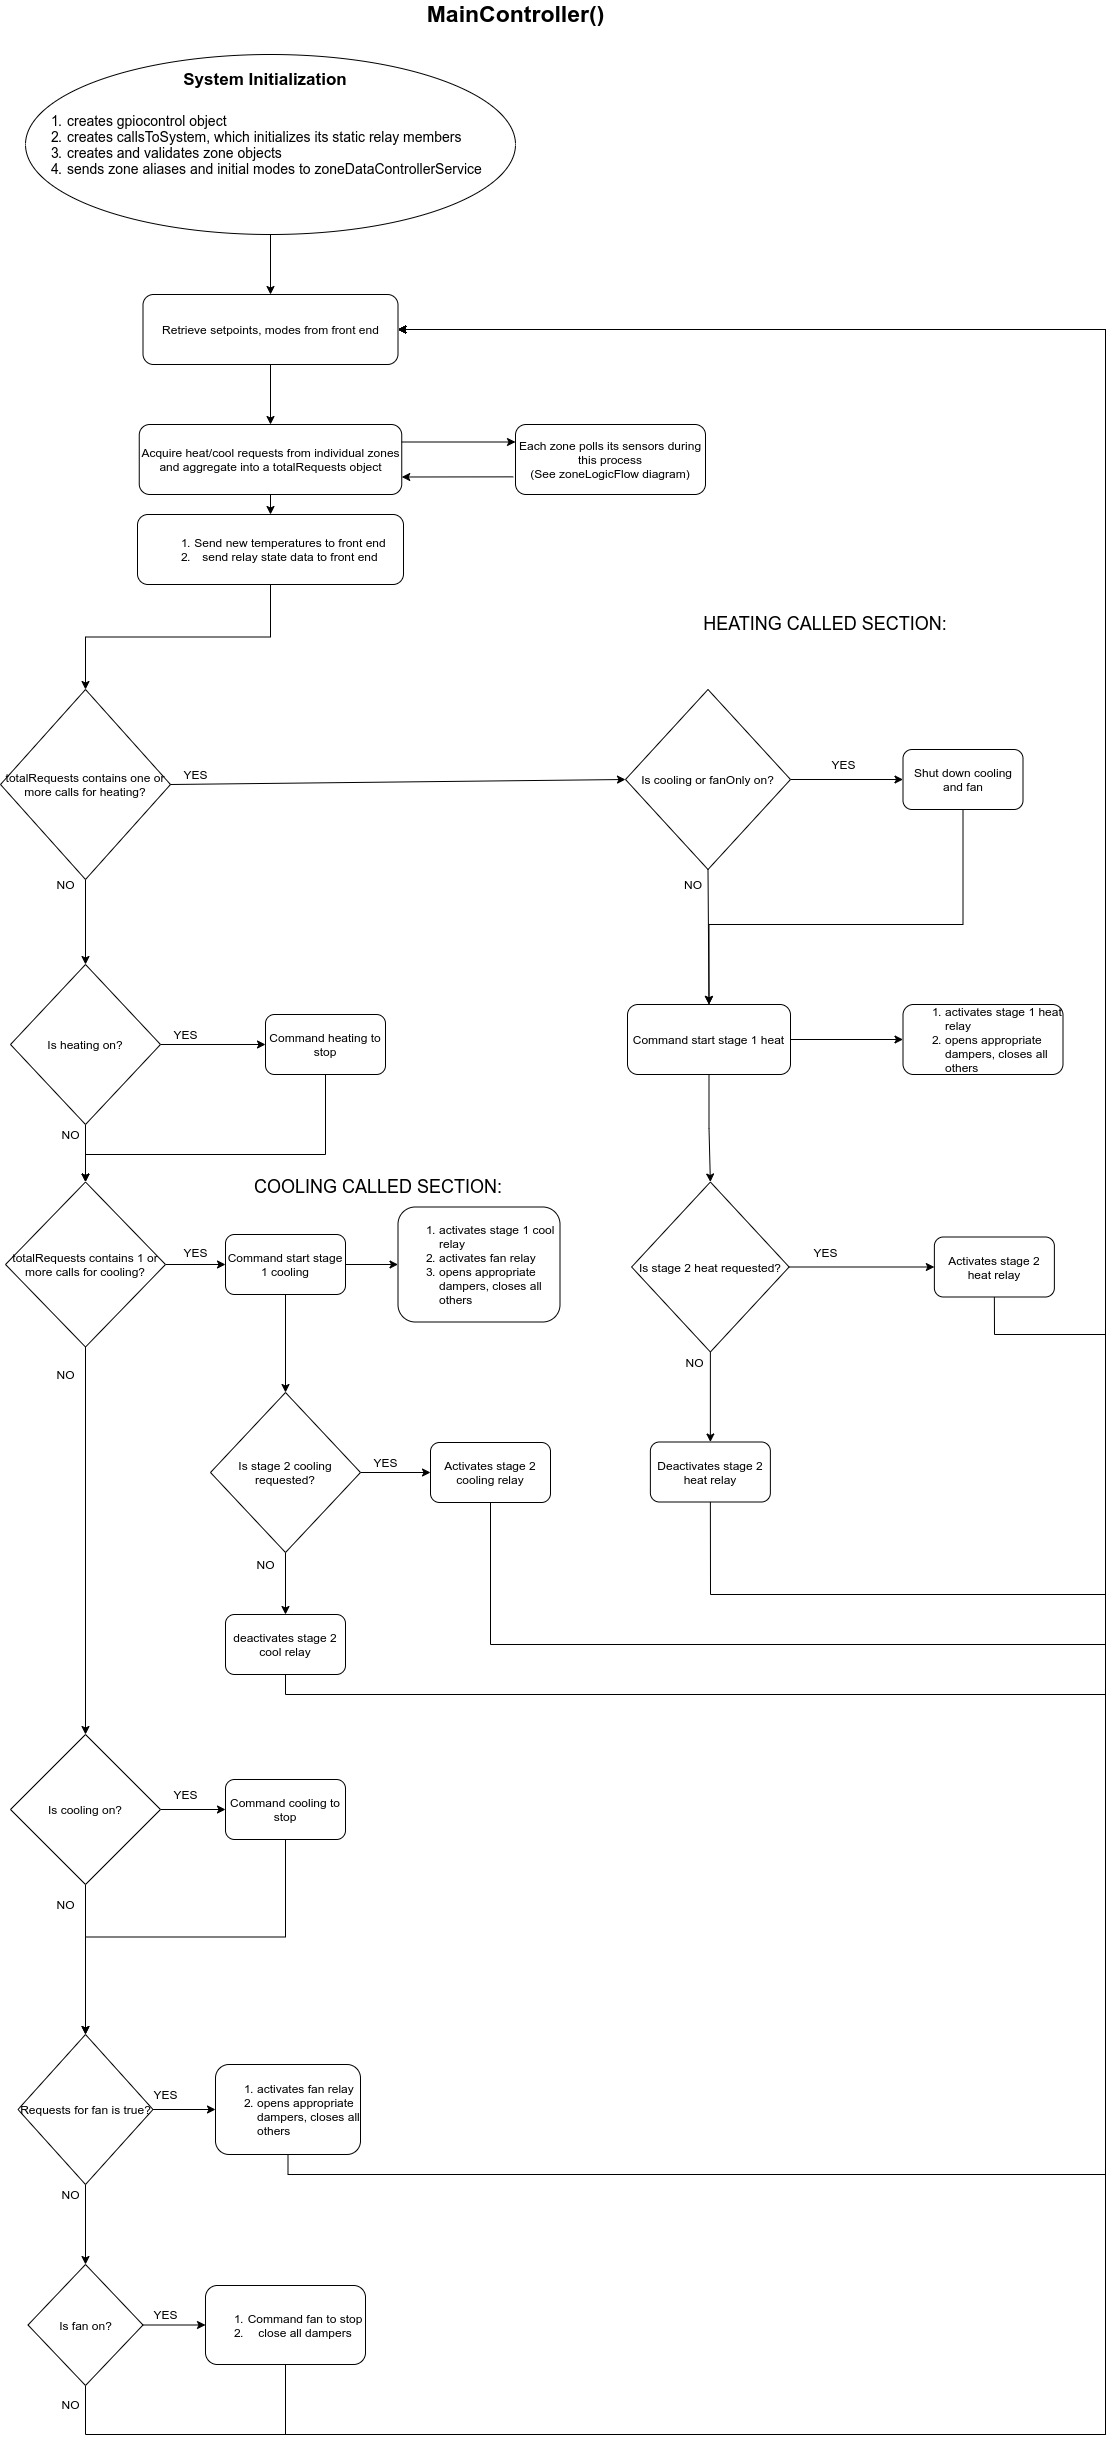 MainController()
System Initialization
1. creates gpiocontrol object
2. creates callsToSystem, which initializes its static relay members
3. creates and validates zone objects
4. sends zone aliases and initial modes to zoneDataControllerService
Retrieve setpoints, modes from front end
Acquire heat/cool requests from individual zones
and aggregate into a totalRequests object
Each zone polls its sensors during
this process
(See zoneLogicFlow diagram)
1. Send new temperatures to front end
2. send relay state data to front end
HEATING CALLED SECTION:
totalRequests contains one or
more calls for heating?
YES
NO
Is cooling or fanOnly on?
YES
NO
Shut down cooling
and fan
Is heating on?
YES
NO
Command heating to
stop
Command start stage 1 heat
1. activates stage 1 heat
relay
2. opens appropriate
dampers, closes all
others
COOLING CALLED SECTION:
totalRequests contains 1 or
more calls for cooling?
YES
NO
Command start stage
1 cooling
1. activates stage 1 cool
relay
2. activates fan relay
3. opens appropriate
dampers, closes all
others
Is stage 2 heat requested?
YES
NO
Activates stage 2
heat relay
Is stage 2 cooling
requested?
YES
NO
Activates stage 2
cooling relay
Deactivates stage 2
heat relay
deactivates stage 2
cool relay
Is cooling on?
YES
NO
Command cooling to
stop
Requests for fan is true?
YES
NO
1. activates fan relay
2. opens appropriate
dampers, closes all
others
Is fan on?
YES
NO
1. Command fan to stop
2. close all dampers